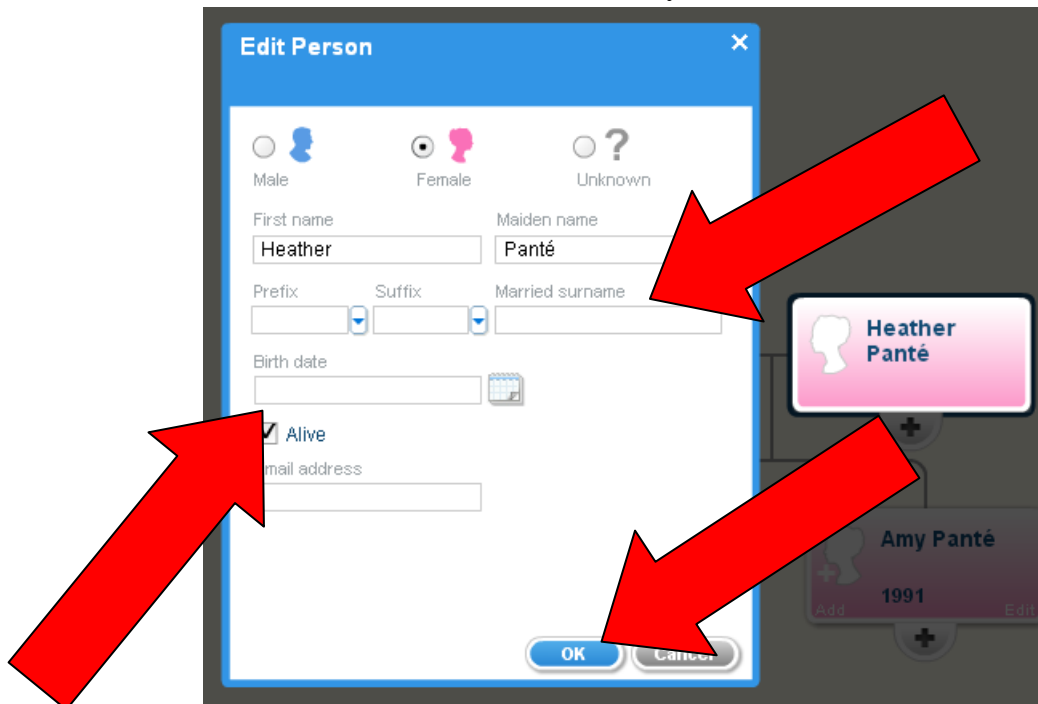 Edit Person
Male Female Unknown
First name Maiden name
Heather Panté
Prefix Suffix Married surname
Birth date
Alive
mail address
OK Cancel
Heather
Panté
Amy Panté
1991
Add Edit